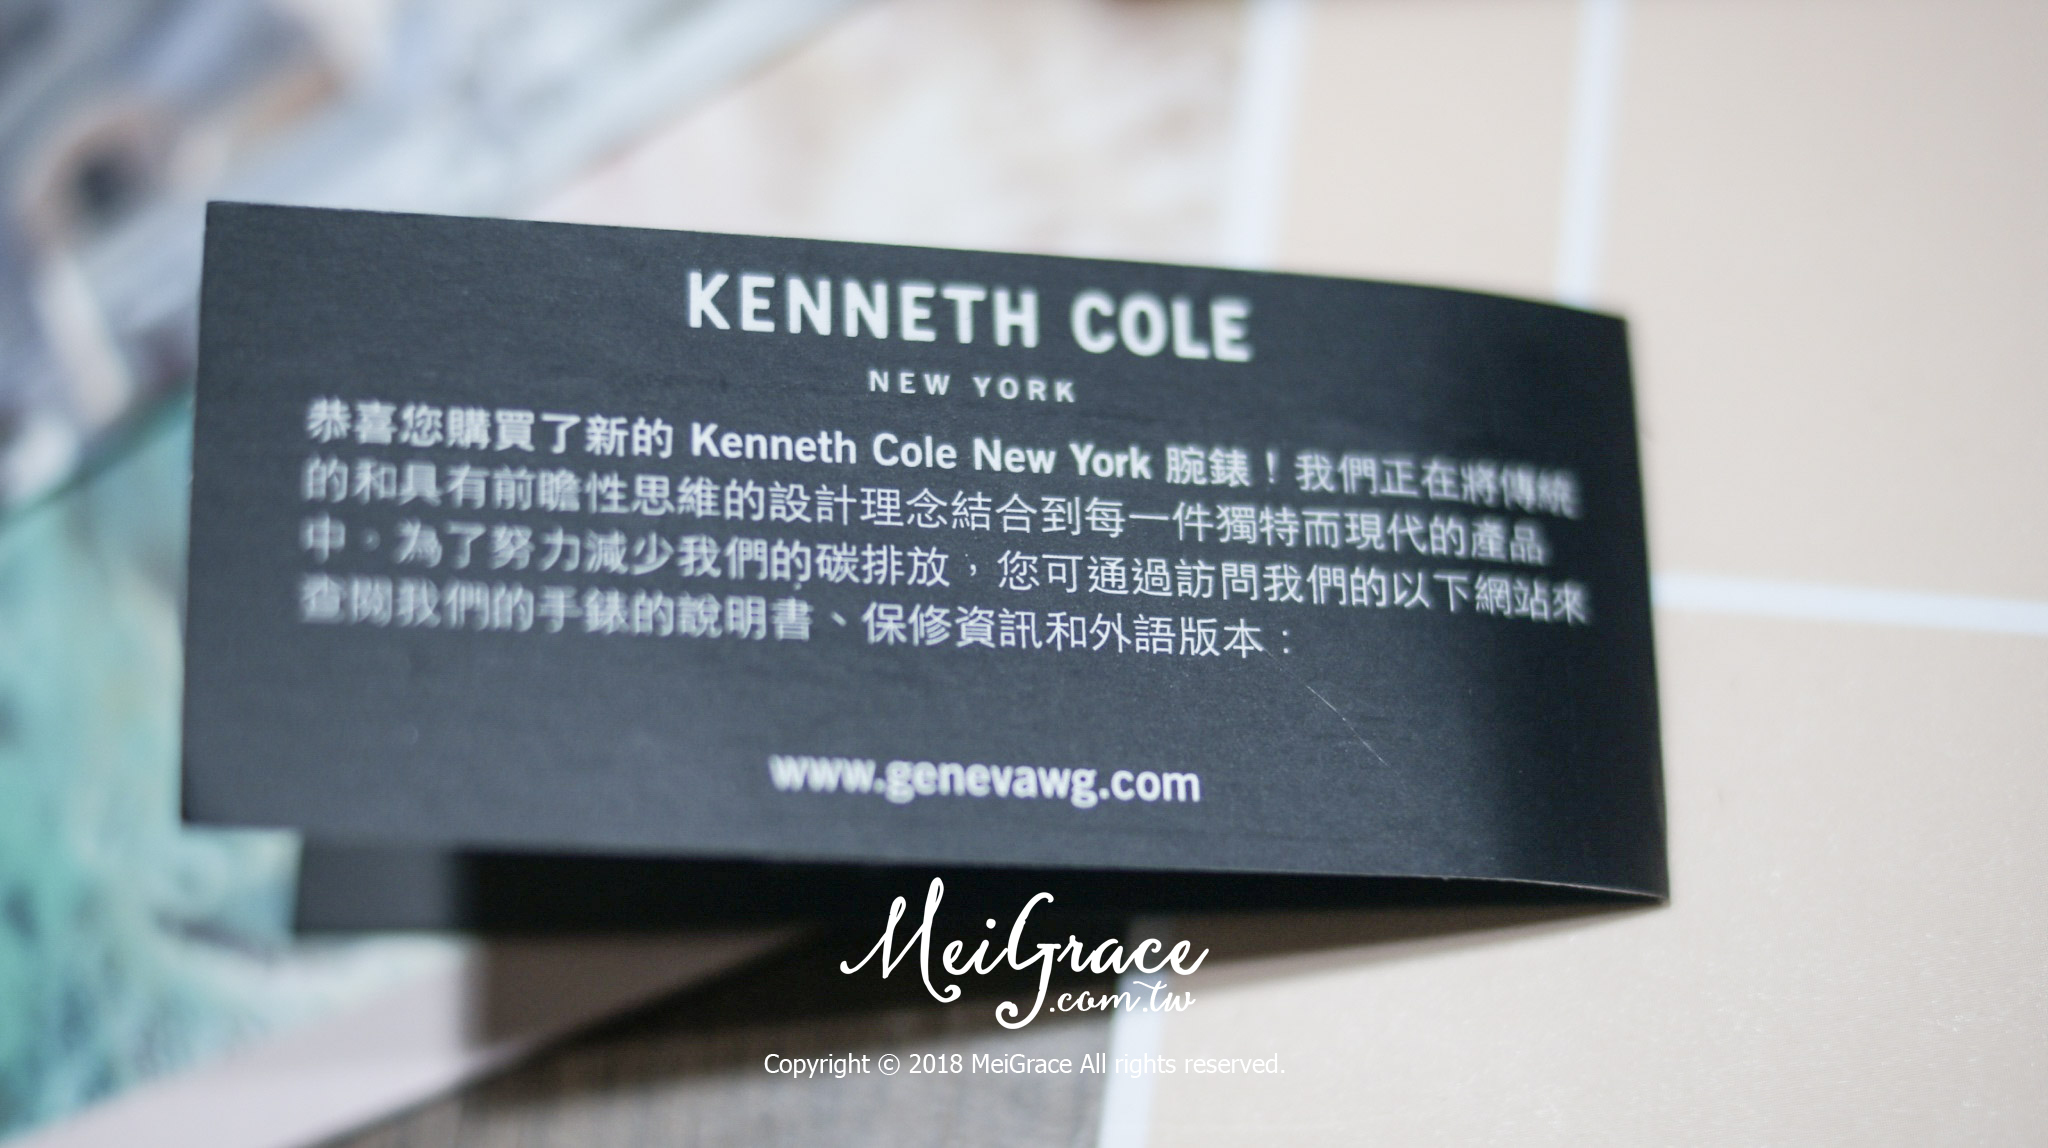 KENNETH COLE
NEW YORK
恭喜您購買了新的 Kenneth Cole New York 腕錶！我們正在將傳統
的和具有前瞻性思維的設計理念結合到每一件獨特而現代的產品
中。為了努力減少我們的碳排放，您可通過訪問我們的以下網站來
查閱我們的手錶的說明書、保修資訊和外語版本：
www.genevawg.com
MeiGrace
.com.tw
Copyright © 2018 MeiGrace All rights reserved.